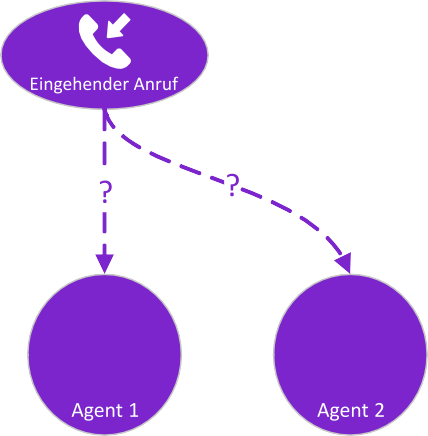 Eingehender Anruf
?
?
Agent 1
Agent 2